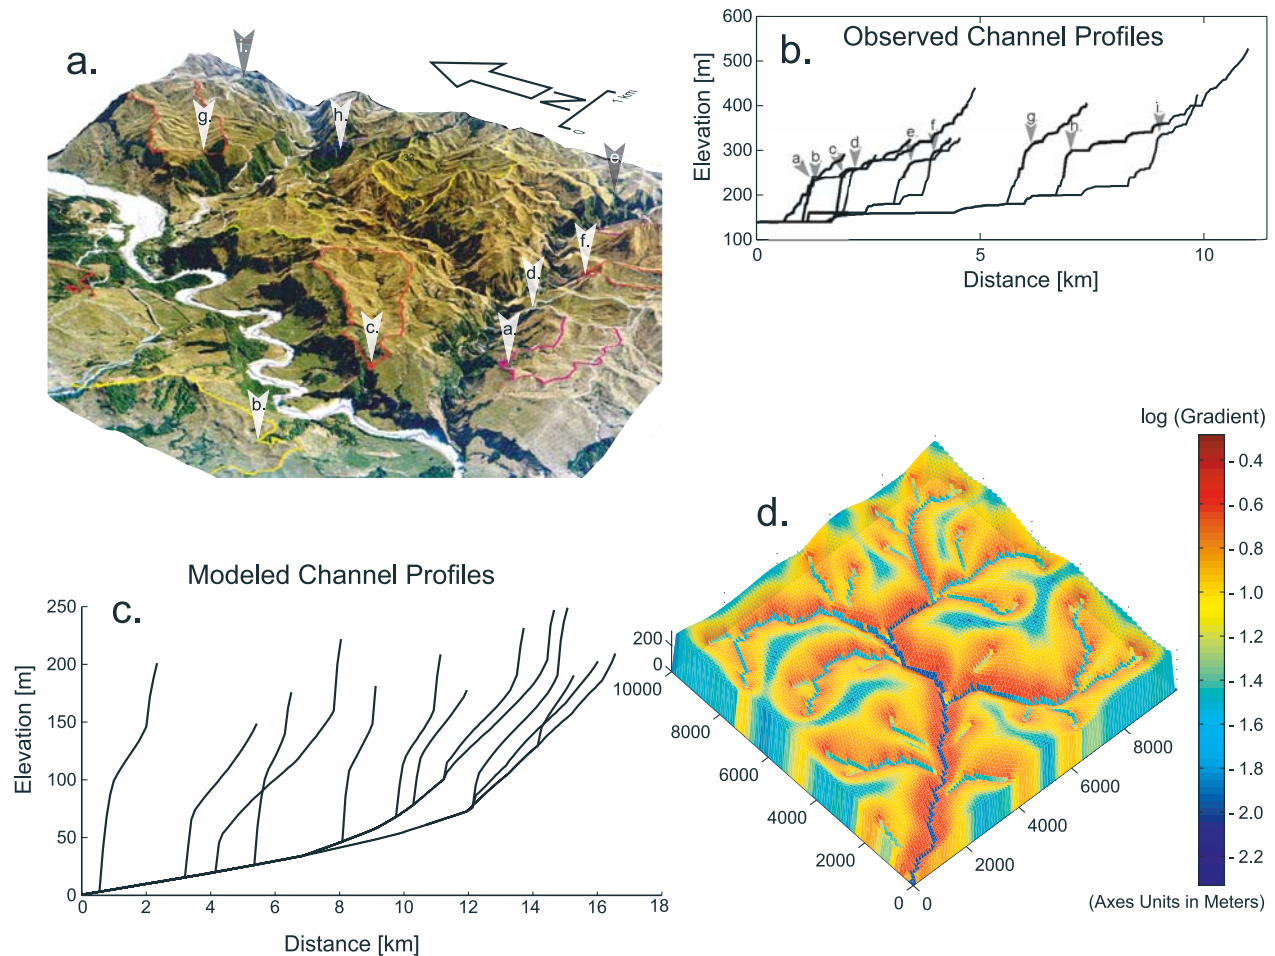 a.
i.
g.
h.
e.
f.
d.
c.
a.
b.
0
1 km
b.
Observed Channel Profiles
Elevation [m]
600
500
400
300
200
100
0
5
10
Distance [km]
a
b
c
d.
e.
f.
g.
h.
i.
Modeled Channel Profiles
c.
Elevation [m]
250
200
150
100
50
0
0
2
4
6
8
10
12
14
16
18
Distance [km]
d.
200
0
10000
8000
6000
4000
2000
0
0
2000
4000
6000
8000
log (Gradient)
- 0.4
- 0.6
- 0.8
- 1.0
- 1.2
- 1.4
- 1.6
- 1.8
- 2.0
- 2.2
(Axes Units in Meters)